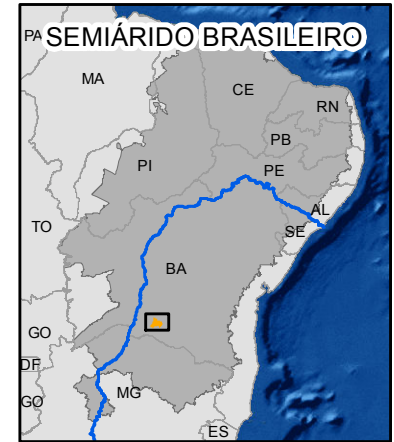 SEMIÁRIDO BRASILEIRO
PA
MA
CE
RN
PB
PI
PE
AL
TO
SE
BA
GO
DF
MG
GO
ES